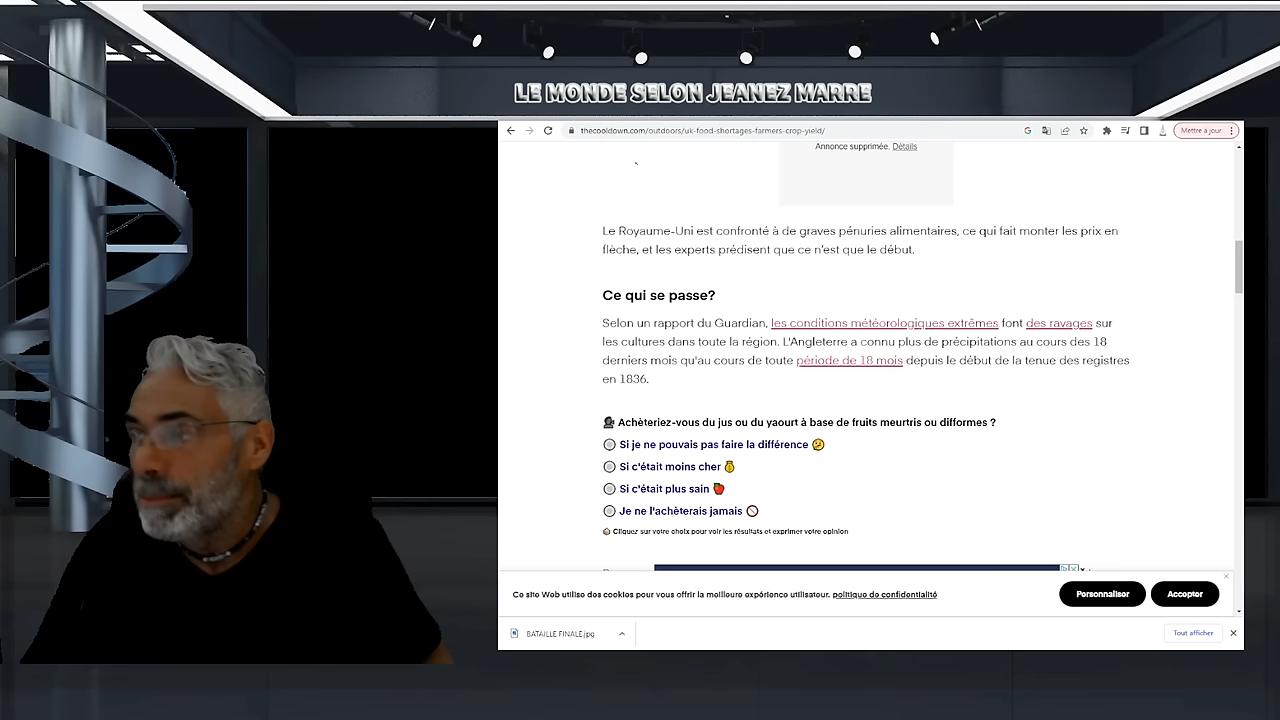 LE MONDE SELON JEANEZ MARRE
thecooldown.com/outdoors/uk-food-shortages-farmers-crop-yield/
Mettre à jour
Annonce supprimée. Détails
Le Royaume-Uni est confronté à de graves pénuries alimentaires, ce qui fait monter les prix en
flèche, et les experts prédisent que ce n'est que le début.
Ce qui se passe?
Selon un rapport du Guardian, les conditions météorologiques extrêmes font des ravages sur
les cultures dans toute la région. L'Angleterre a connu plus de précipitations au cours des 18
derniers mois qu'au cours de toute période de 18 mois depuis le début de la tenue des registres
en 1836.
Achèteriez-vous du jus ou du yaourt à base de fruits meurtris ou difformes ?
Si je ne pouvais pas faire la différence
Si c'était moins cher
Si c'était plus sain
Je ne l'achèterais jamais
Cliquez sur votre choix pour voir les résultats et exprimer votre opinion
Ce site Web utilise des cookies pour vous offrir la meilleure expérience utilisateur. politique de confidentialité
Personnaliser
Accepter
BATAILLE FINALE.jpg
Tout afficher